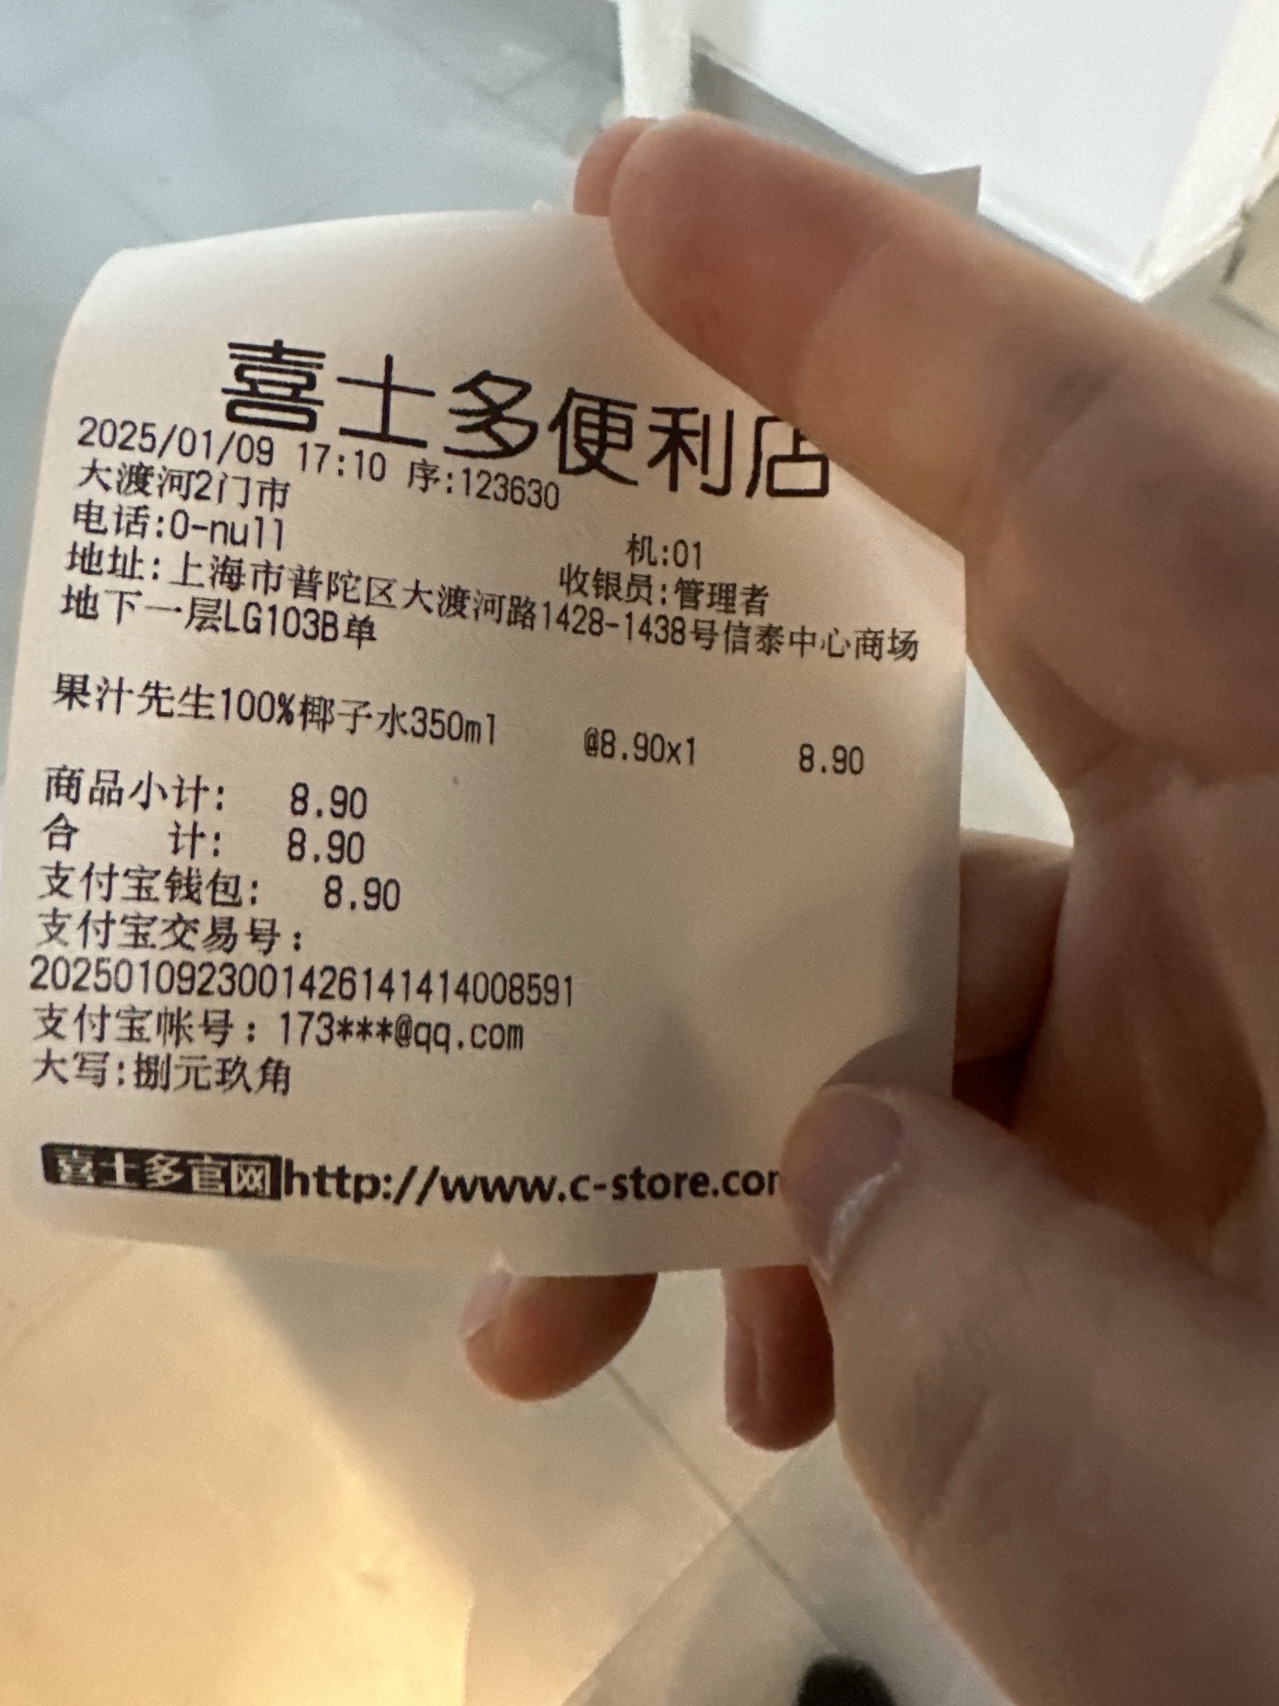 喜士多便利店
2025/01/09 17:10 序:123630
大渡河2门市 机:01
电话:0-null 收银员:管理者
地址:上海市普陀区大渡河路1428-1438号信泰中心商场
地下一层LG103B单
果汁先生100%椰子水350ml @8.90x1 8.90
商品小计: 8.90
合 计: 8.90
支付宝钱包: 8.90
支付宝交易号:
2025010923001426141414008591
支付宝帐号:173***@qq.com
大写:捌元玖角
喜士多官网http://www.c-store.com